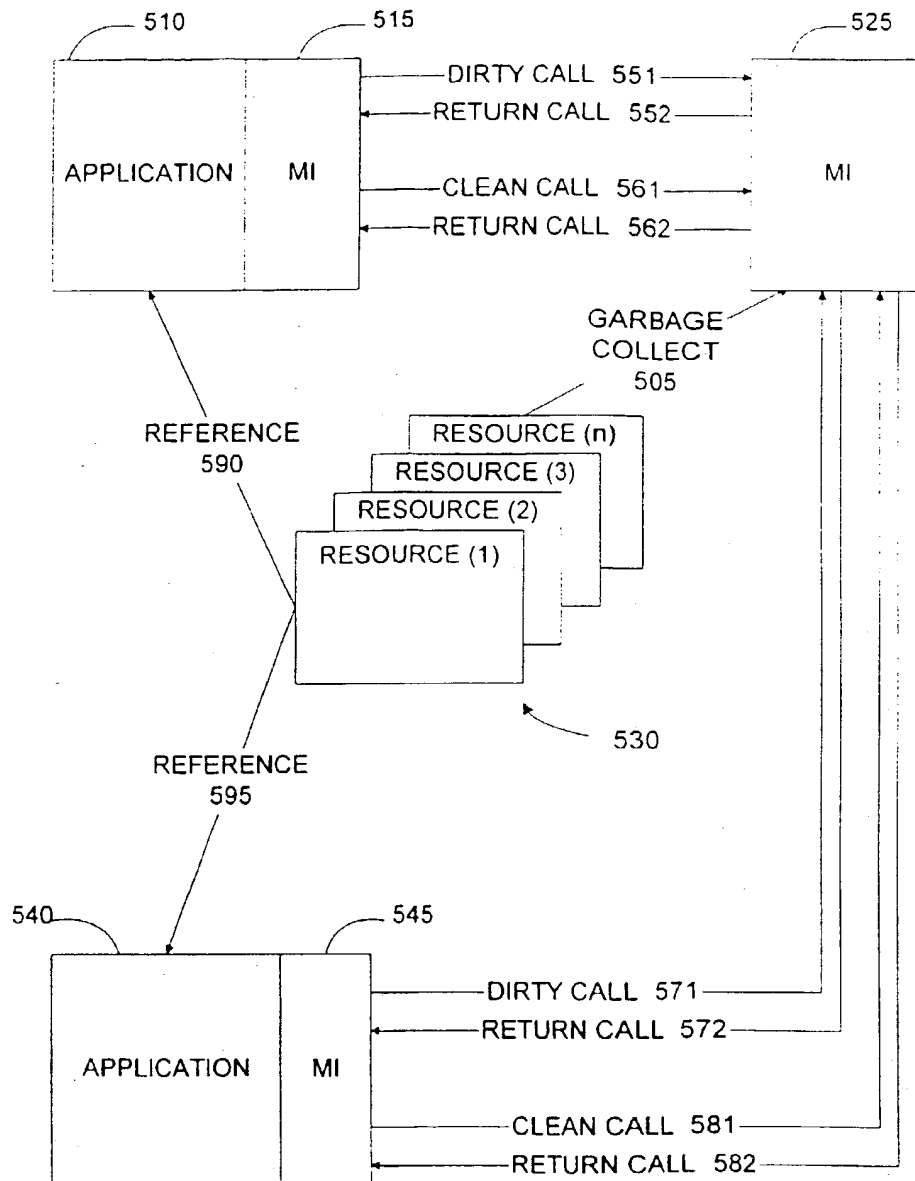 510
515
525
APPLICATION
MI
DIRTY CALL 551
RETURN CALL 552
CLEAN CALL 561
RETURN CALL 562
MI
GARBAGE
COLLECT
505
REFERENCE
590
RESOURCE (n)
RESOURCE (3)
RESOURCE (2)
RESOURCE (1)
530
REFERENCE
595
540
545
APPLICATION
MI
DIRTY CALL 571
RETURN CALL 572
CLEAN CALL 581
RETURN CALL 582